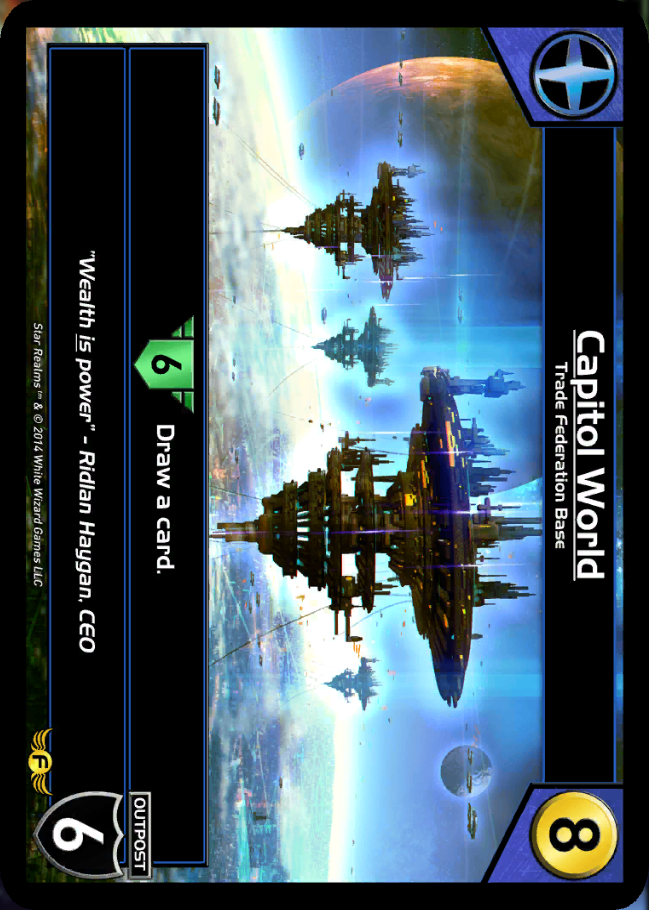 Capitol World
Trade Federation Base
8
6 Draw a card.
"Wealth is power" - Ridian Haygan, CEO
OUTPOST
6
F
Star Realms™ & © 2014 White Wizard Games LLC